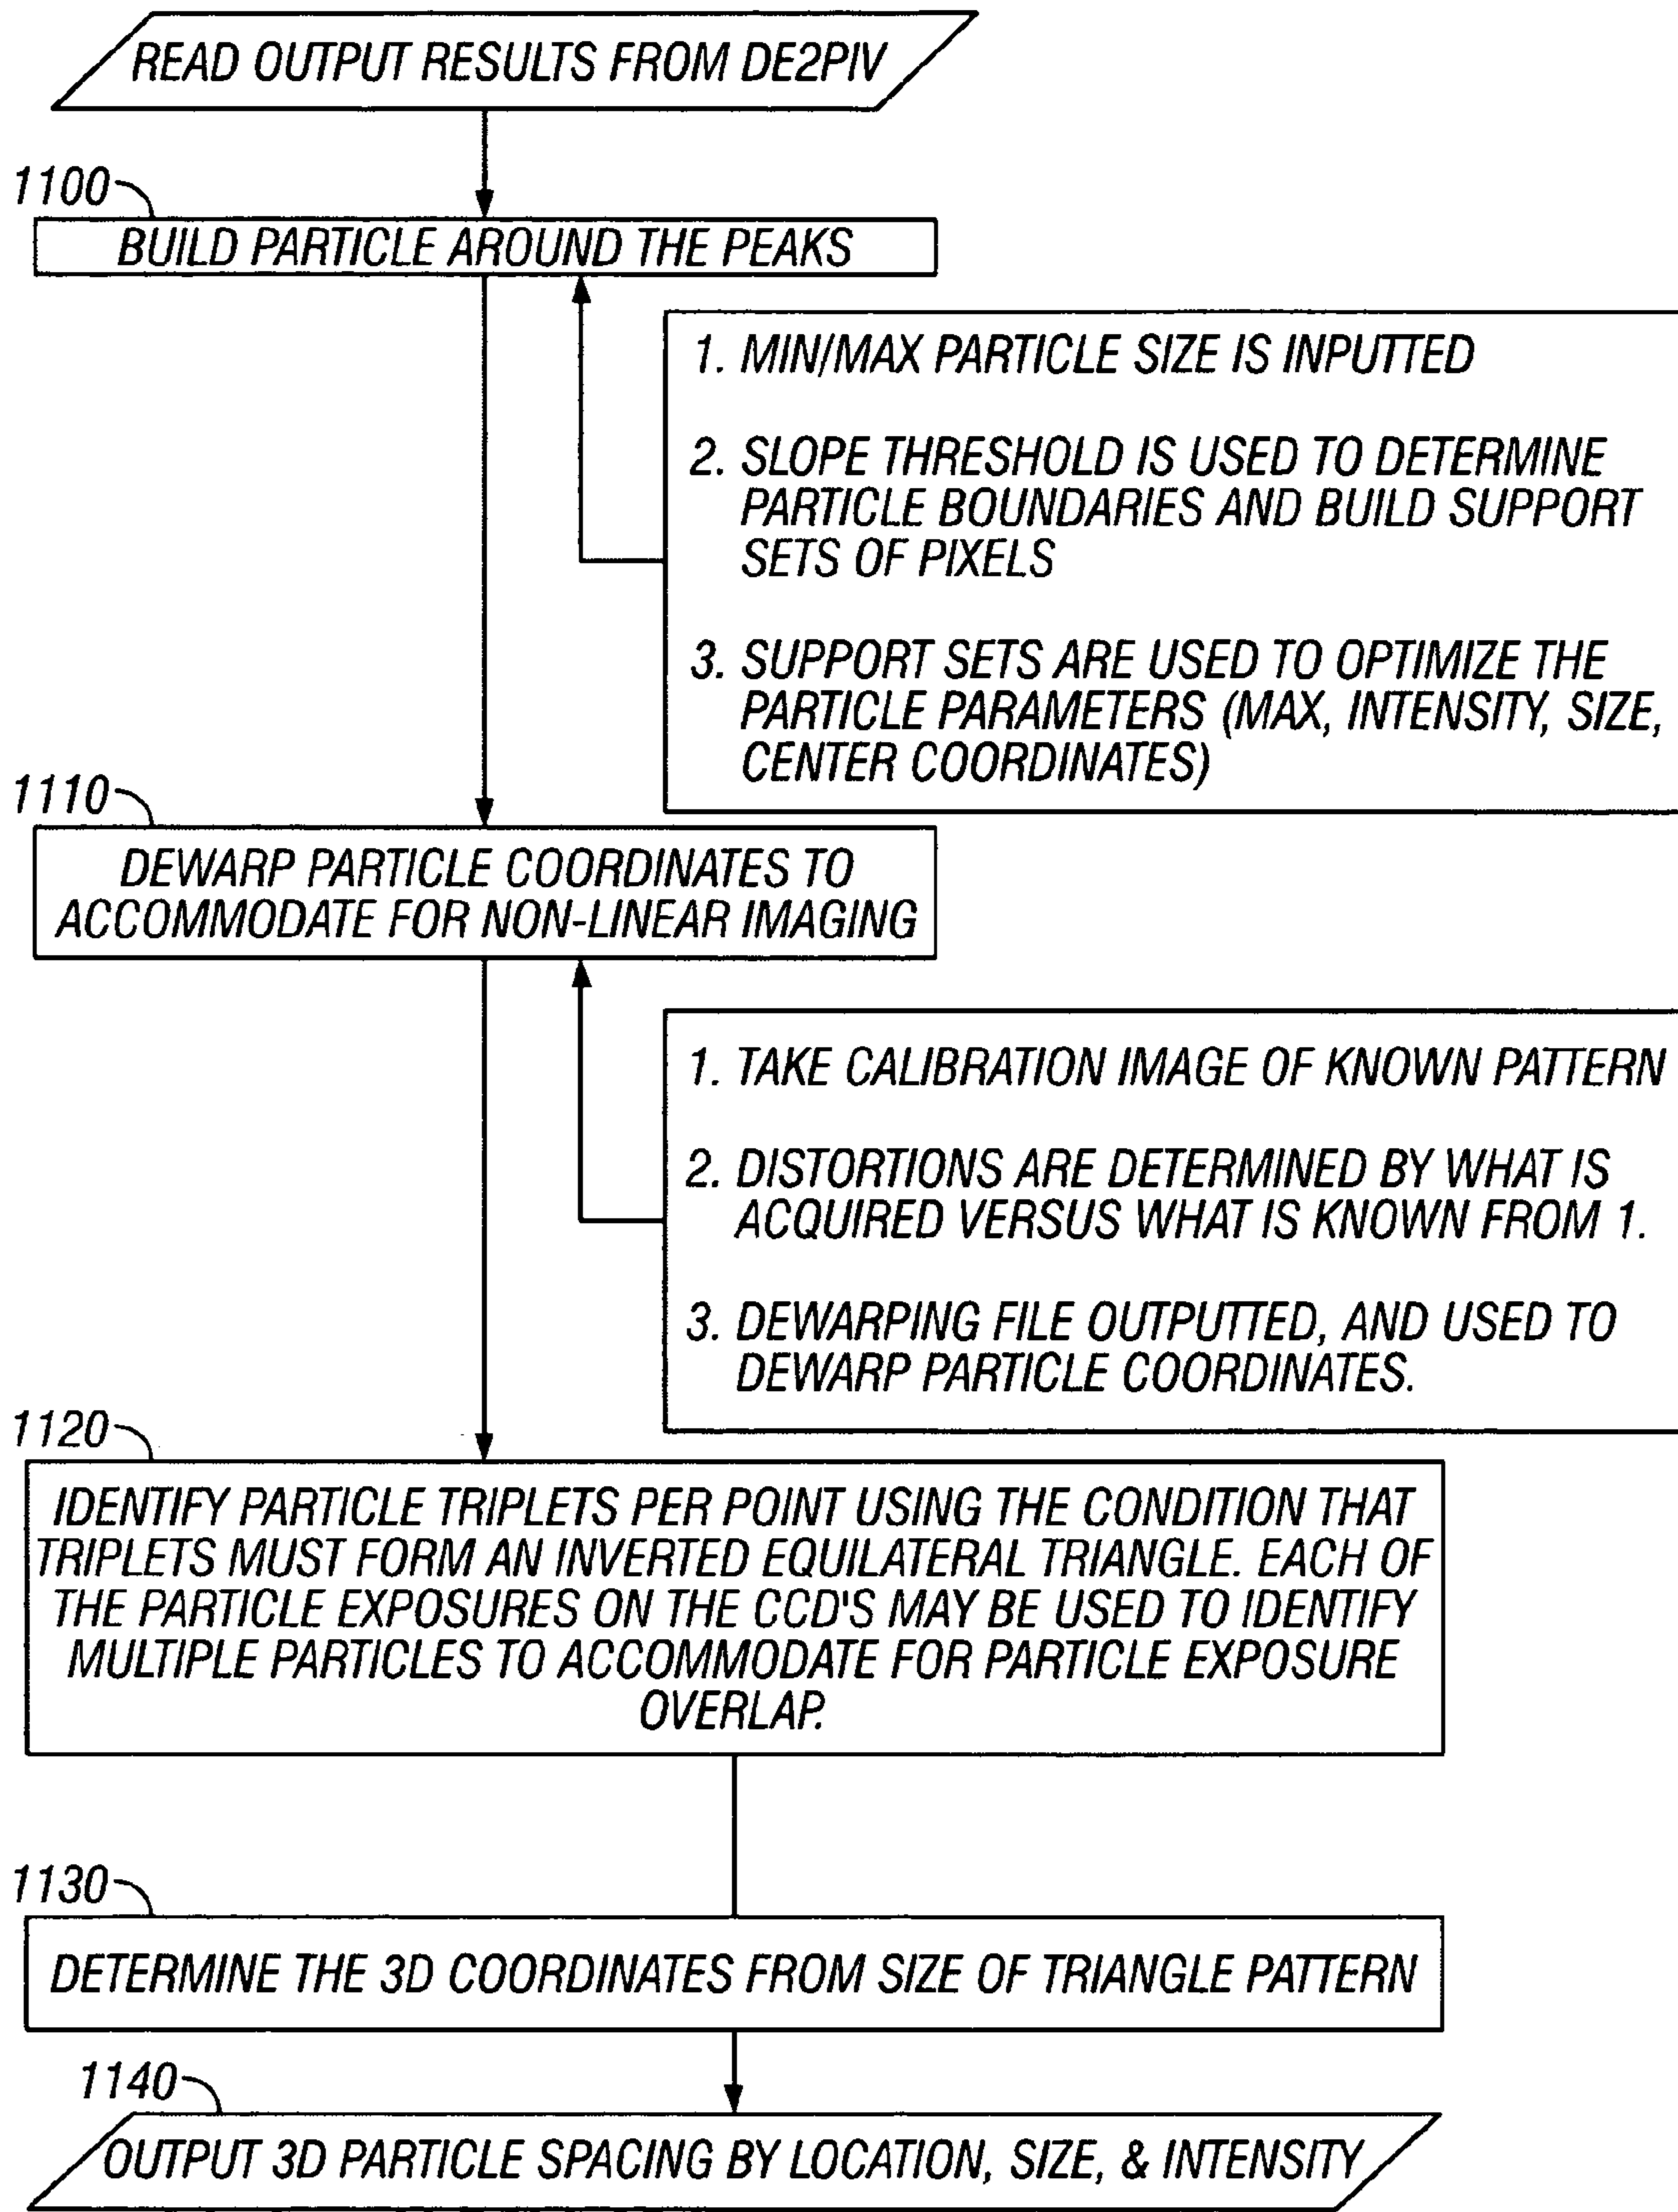 READ OUTPUT RESULTS FROM DE2PIV
1100
BUILD PARTICLE AROUND THE PEAKS
1. MIN/MAX PARTICLE SIZE IS INPUTTED
2. SLOPE THRESHOLD IS USED TO DETERMINE
PARTICLE BOUNDARIES AND BUILD SUPPORT
SETS OF PIXELS
3. SUPPORT SETS ARE USED TO OPTIMIZE THE
PARTICLE PARAMETERS (MAX, INTENSITY, SIZE,
CENTER COORDINATES)
1110
DEWARP PARTICLE COORDINATES TO
ACCOMMODATE FOR NON-LINEAR IMAGING
1. TAKE CALIBRATION IMAGE OF KNOWN PATTERN
2. DISTORTIONS ARE DETERMINED BY WHAT IS
ACQUIRED VERSUS WHAT IS KNOWN FROM 1.
3. DEWARPING FILE OUTPUTTED, AND USED TO
DEWARP PARTICLE COORDINATES.
1120
IDENTIFY PARTICLE TRIPLETS PER POINT USING THE CONDITION THAT
TRIPLETS MUST FORM AN INVERTED EQUILATERAL TRIANGLE. EACH OF
THE PARTICLE EXPOSURES ON THE CCD'S MAY BE USED TO IDENTIFY
MULTIPLE PARTICLES TO ACCOMMODATE FOR PARTICLE EXPOSURE
OVERLAP.
1130
DETERMINE THE 3D COORDINATES FROM SIZE OF TRIANGLE PATTERN
1140
OUTPUT 3D PARTICLE SPACING BY LOCATION, SIZE, & INTENSITY